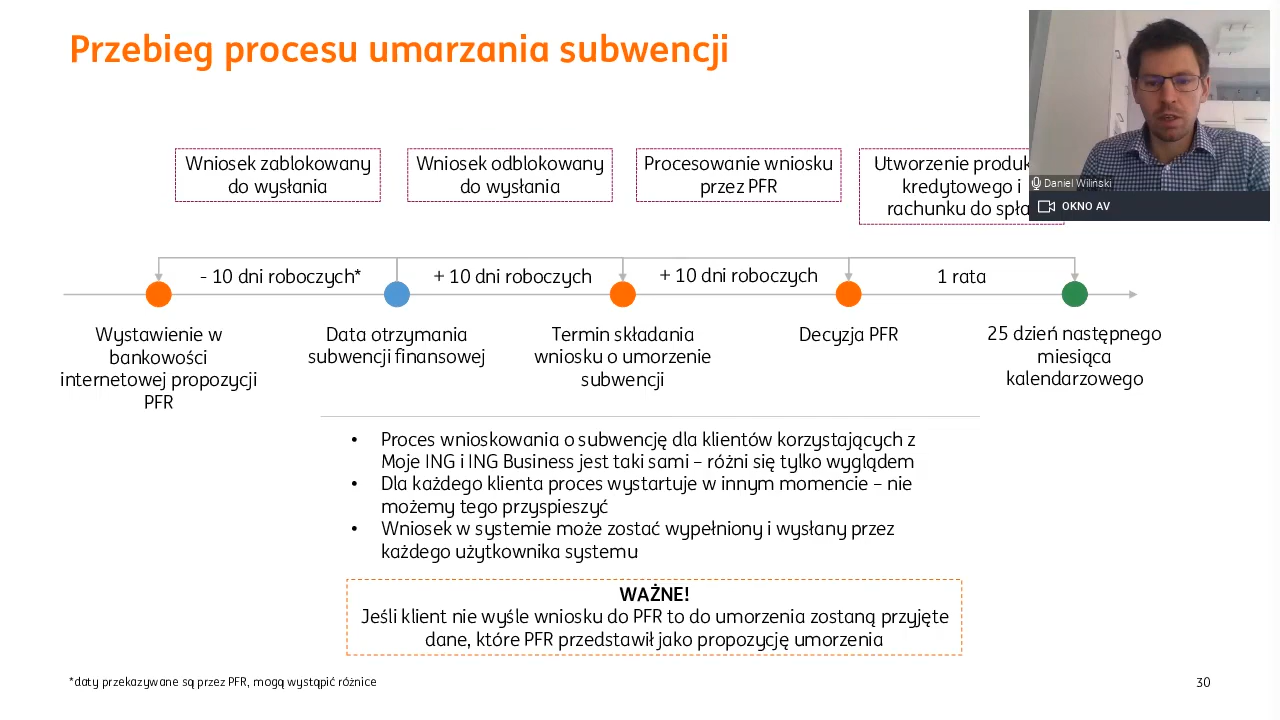 Przebieg procesu umarzania subwencji
Daniel Wiliński
OKNO AV
Wniosek zablokowany
do wysłania
Wniosek odblokowany
do wysłania
Procesowanie wniosku
przez PFR
Utworzenie
kredytowego i
rachunku do
- 10 dni roboczych*
+ 10 dni roboczych
+ 10 dni roboczych
1 rata
Wystawienie w
bankowości
internetowej propozycji
PFR
Data otrzymania
subwencji finansowej
Termin składania
wniosku o umorzenie
subwencji
Decyzja PFR
25 dzień następnego
miesiąca
kalendarzowego
• Proces wnioskowania o subwencję dla klientów korzystających z
Moje ING i ING Business jest taki sami – różni się tylko wyglądem
• Dla każdego klienta proces wystartuje w innym momencie – nie
możemy tego przyspieszyć
• Wniosek w systemie może zostać wypełniony i wysłany przez
każdego użytkownika systemu
WAŻNE!
Jeśli klient nie wyśle wniosku do PFR to do umorzenia zostaną przyjęte
dane, które PFR przedstawił jako propozycję umorzenia
*daty przekazywane są przez PFR, mogą wystąpić różnice
30